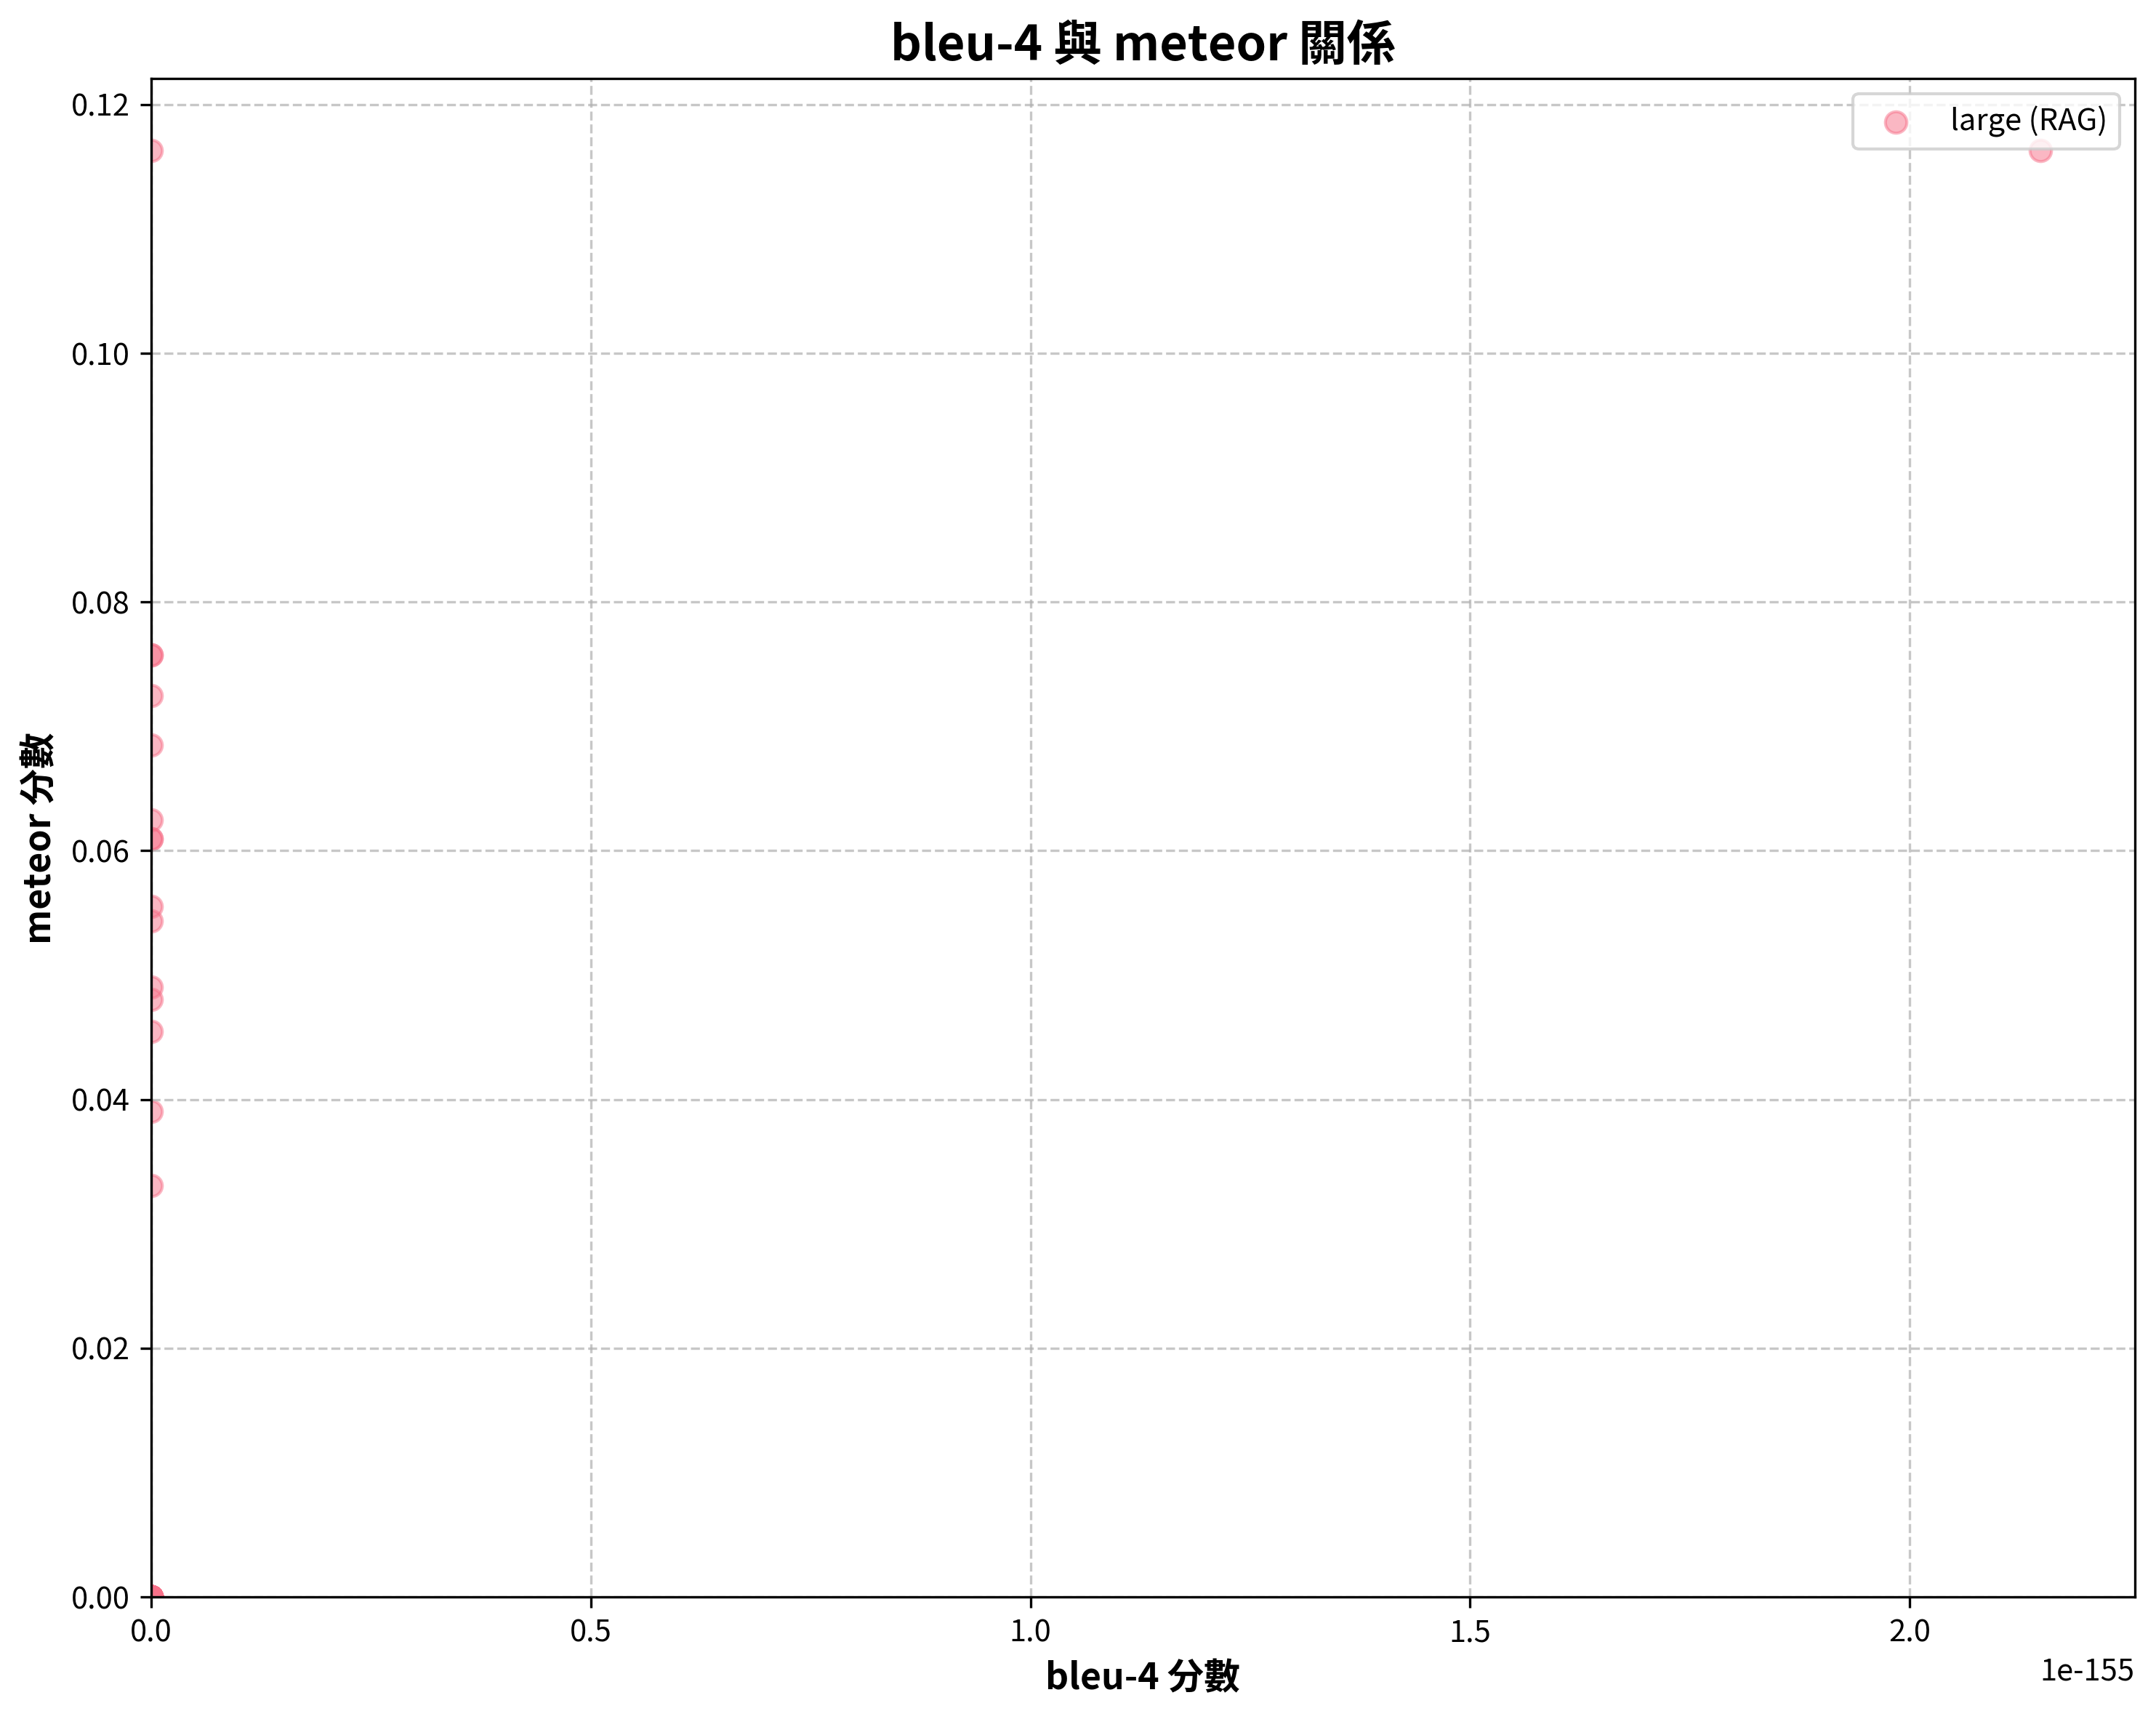 bleu-4 與 meteor 關係
large (RAG)
0.12
0.10
0.08
0.06
0.04
0.02
0.00
meteor 分數
0.0 0.5 1.0 1.5 2.0
1e-155
bleu-4 分數